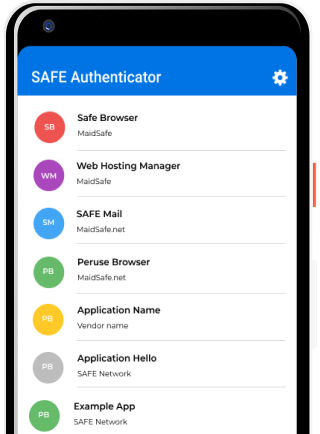 SAFE Authenticator
SB
Safe Browser
MaidSafe
WM
Web Hosting Manager
MaidSafe
SM
SAFE Mail
MaidSafe.net
PB
Peruse Browser
MaidSafe.net
PB
Application Name
Vendor name
PB
Application Hello
SAFE Network
PB
Example App
SAFE Network